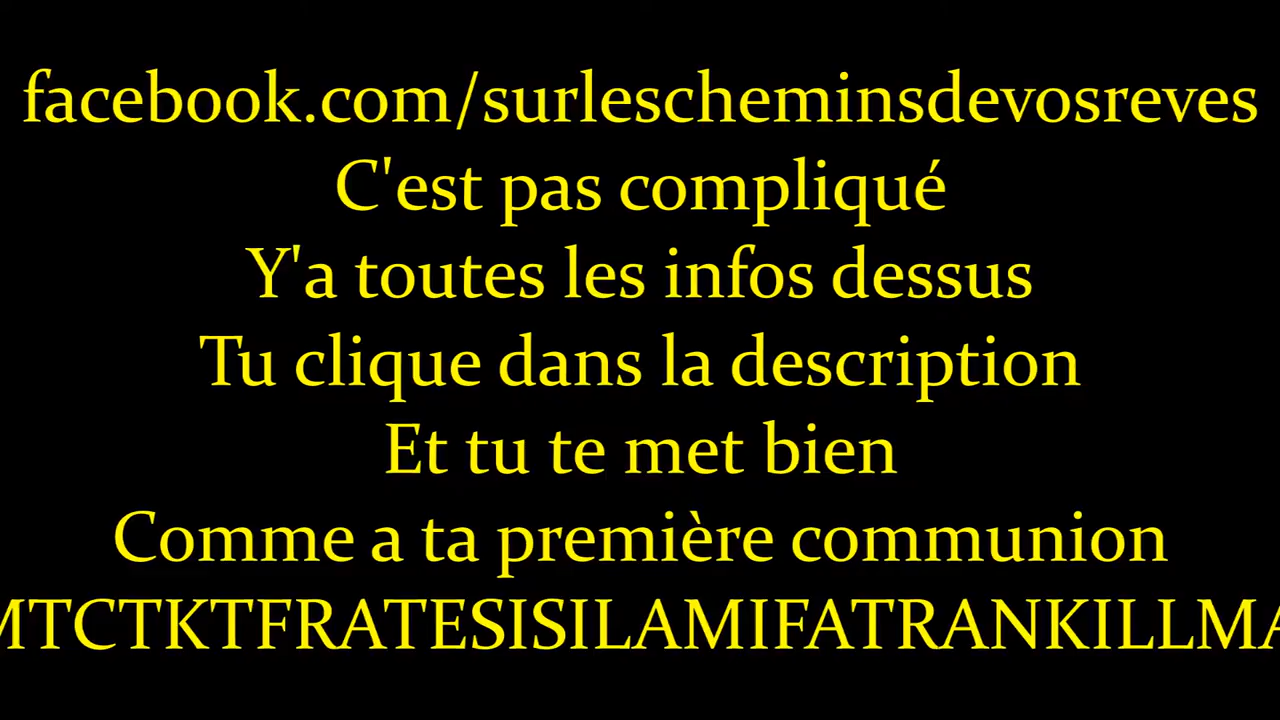 facebook.com/surlescheminsdevosreves
C'est pas compliqué
Y'a toutes les infos dessus
Tu clique dans la description
Et tu te met bien
Comme a ta première communion
MTCTKTFRATESISILAMIFATRANKILLMA